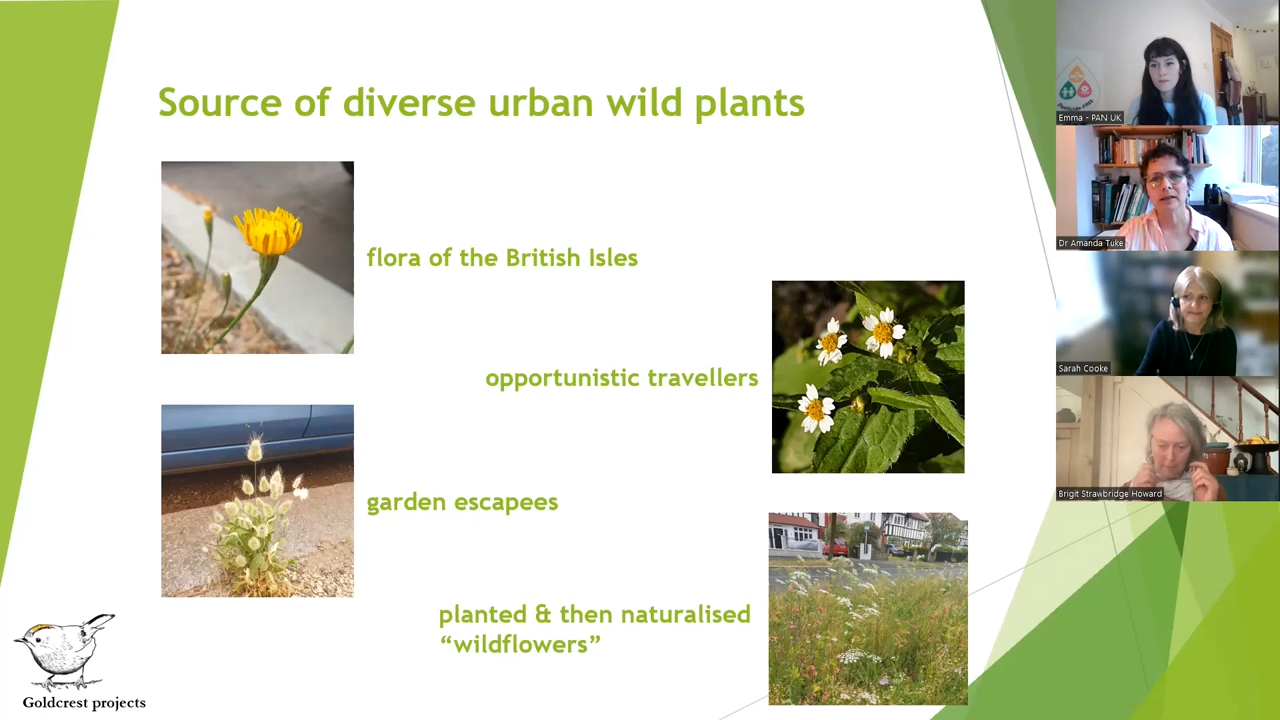 Source of diverse urban wild plants
flora of the British Isles
opportunistic travellers
garden escapees
planted & then naturalised
“wildflowers”
Goldcrest projects
Emma - PAN UK
Dr Amanda Tuke
Sarah Cooke
Brigit Strawbridge Howard